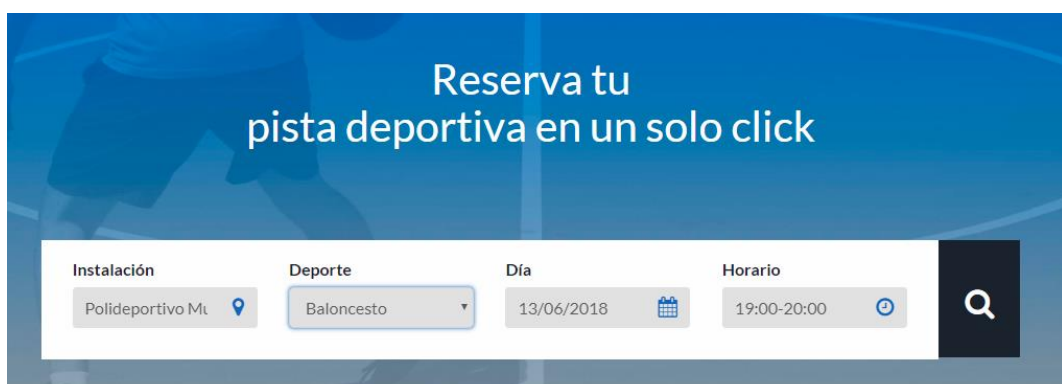 Reserva tu
pista deportiva en un solo click
Instalación Deporte Día Horario
Polideportivo Mu Baloncesto 13/06/2018 19:00-20:00